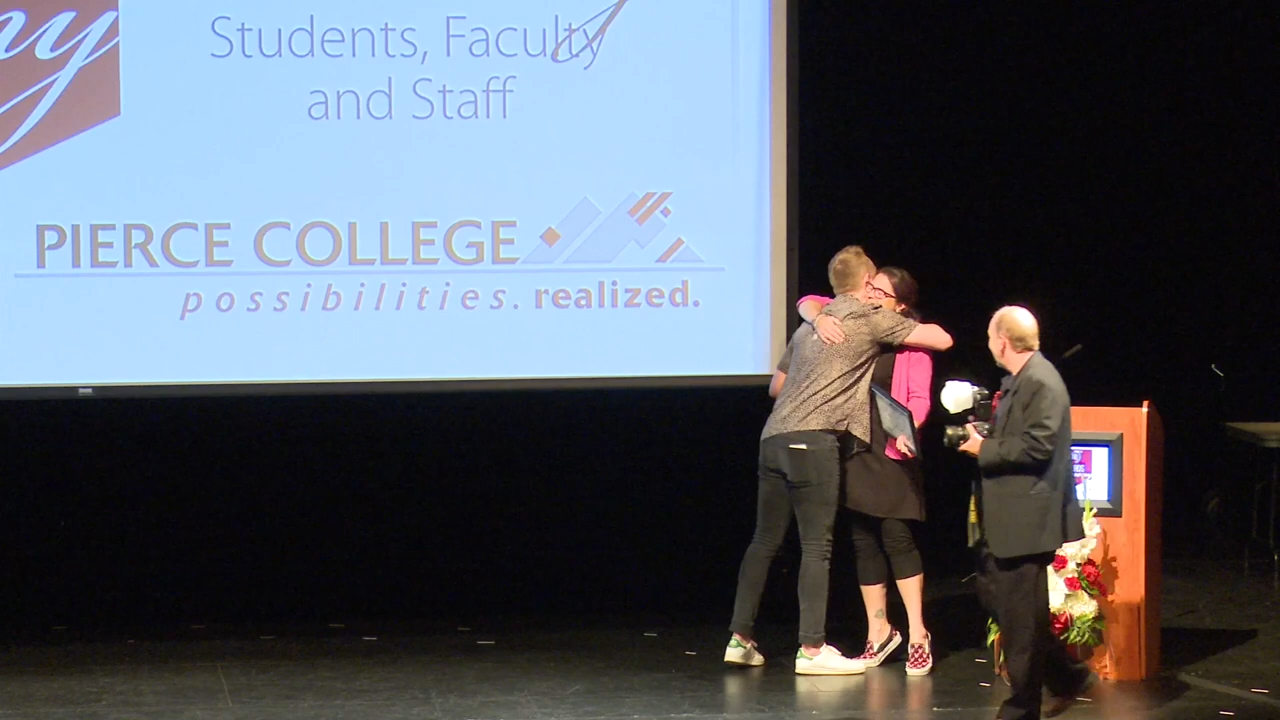 Students, Faculty
and Staff
PIERCE COLLEGE
possibilities. realized.